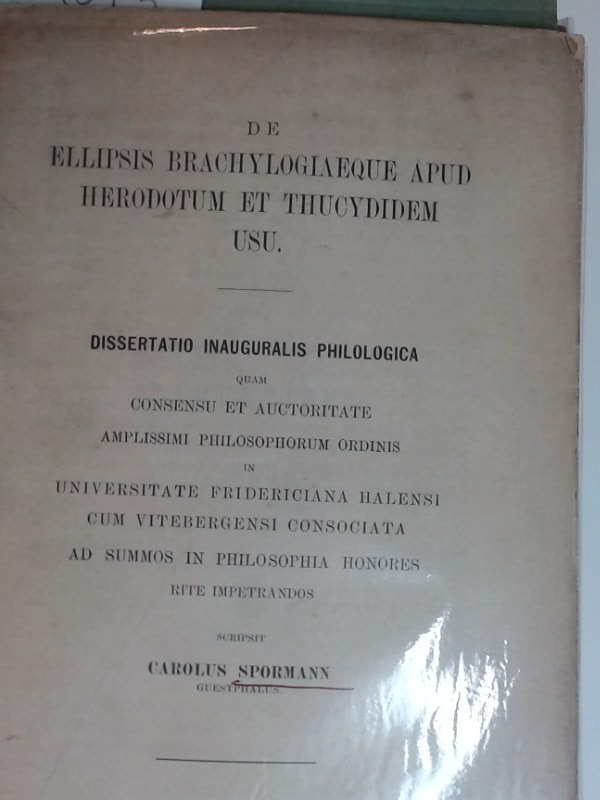 DE
ELLIPSIS BRACHYLOGIAEQUE APUD
HERODOTUM ET THUCYDIDEM
USU.
DISSERTATIO INAUGURALIS PHILOLOGICA
QUAM
CONSENSU ET AUCTORITATE
AMPLISSIMI PHILOSOPHORUM ORDINIS
IN
UNIVERSITATE FRIDERICIANA HALENSI
CUM VITEBERGENSI CONSOCIATA
AD SUMMOS IN PHILOSOPHIA HONORES
RITE IMPETRANDOS
SCRIPSIT
CAROLUS SPORMANN
GUESTPHALUS.